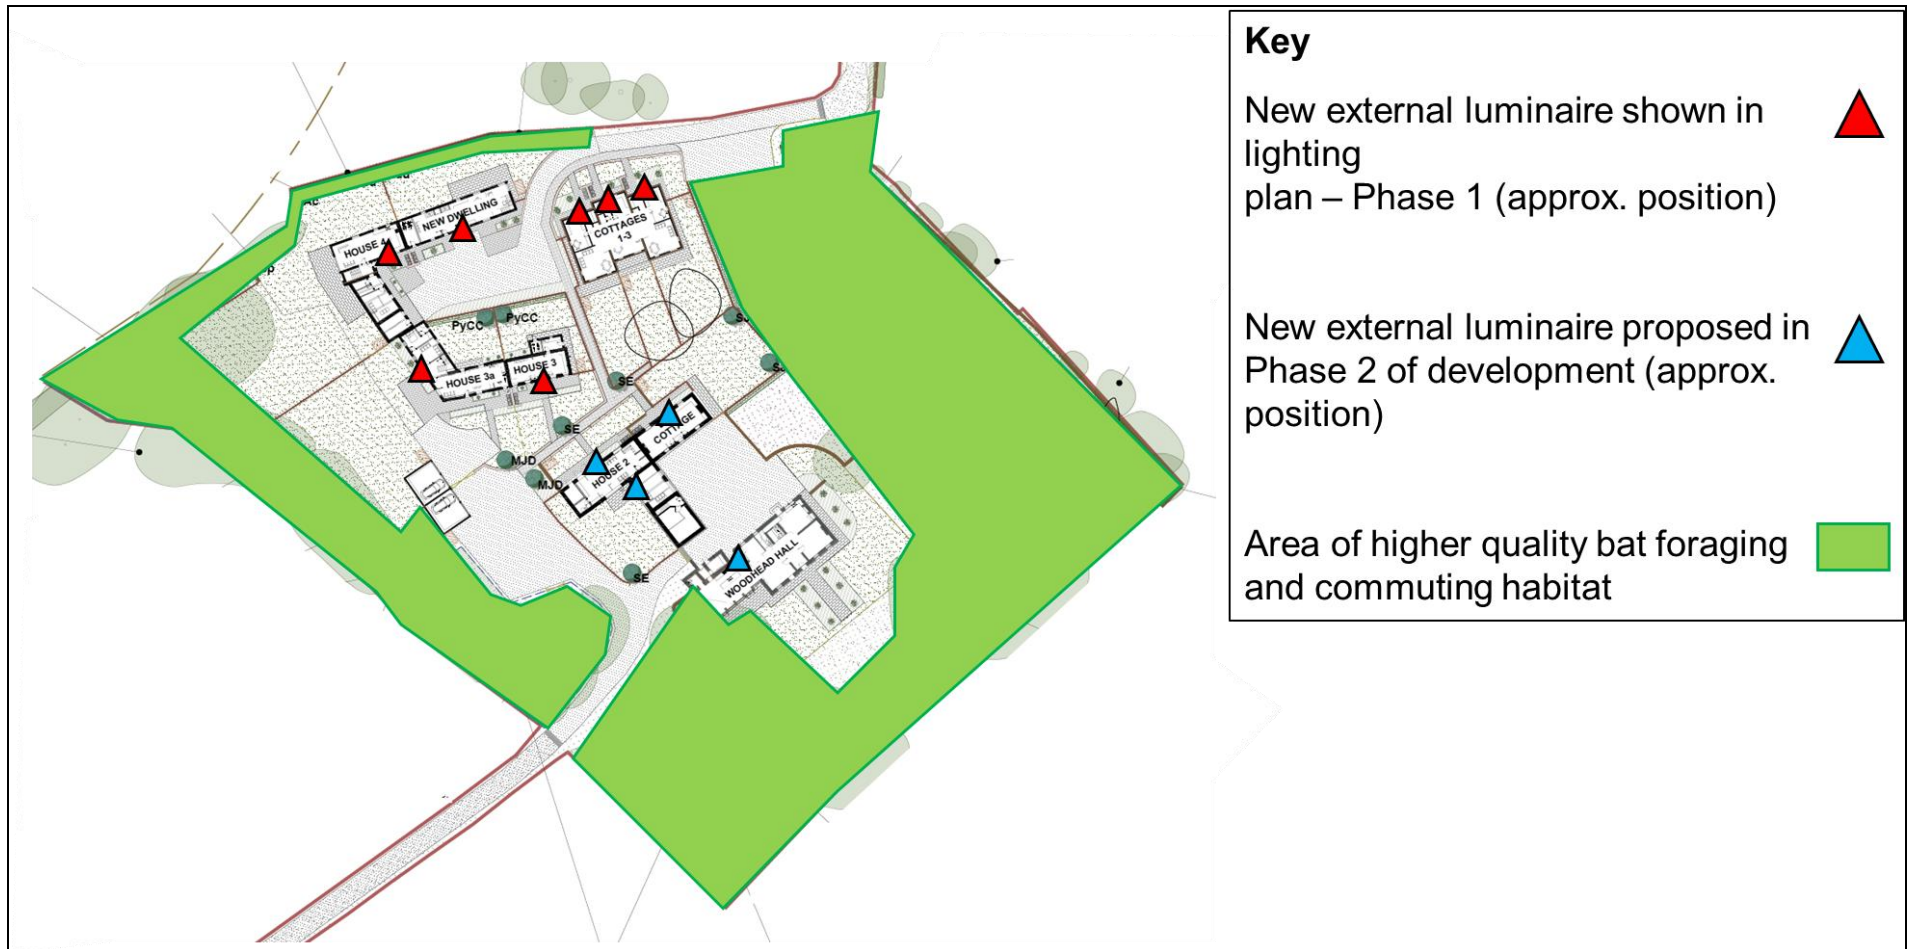 Key
New external luminaire shown in
lighting
plan – Phase 1 (approx. position)
New external luminaire proposed in
Phase 2 of development (approx.
position)
Area of higher quality bat foraging
and commuting habitat
NEW DWELLING
HOUSE 4
COTTAGES
1-3
PyCC
PyCC
HOUSE 3
HOUSE 3a
SE
SE
COTTAGE
MJD
MJD
HOUSE 2
SE
WOODHEAD HALL